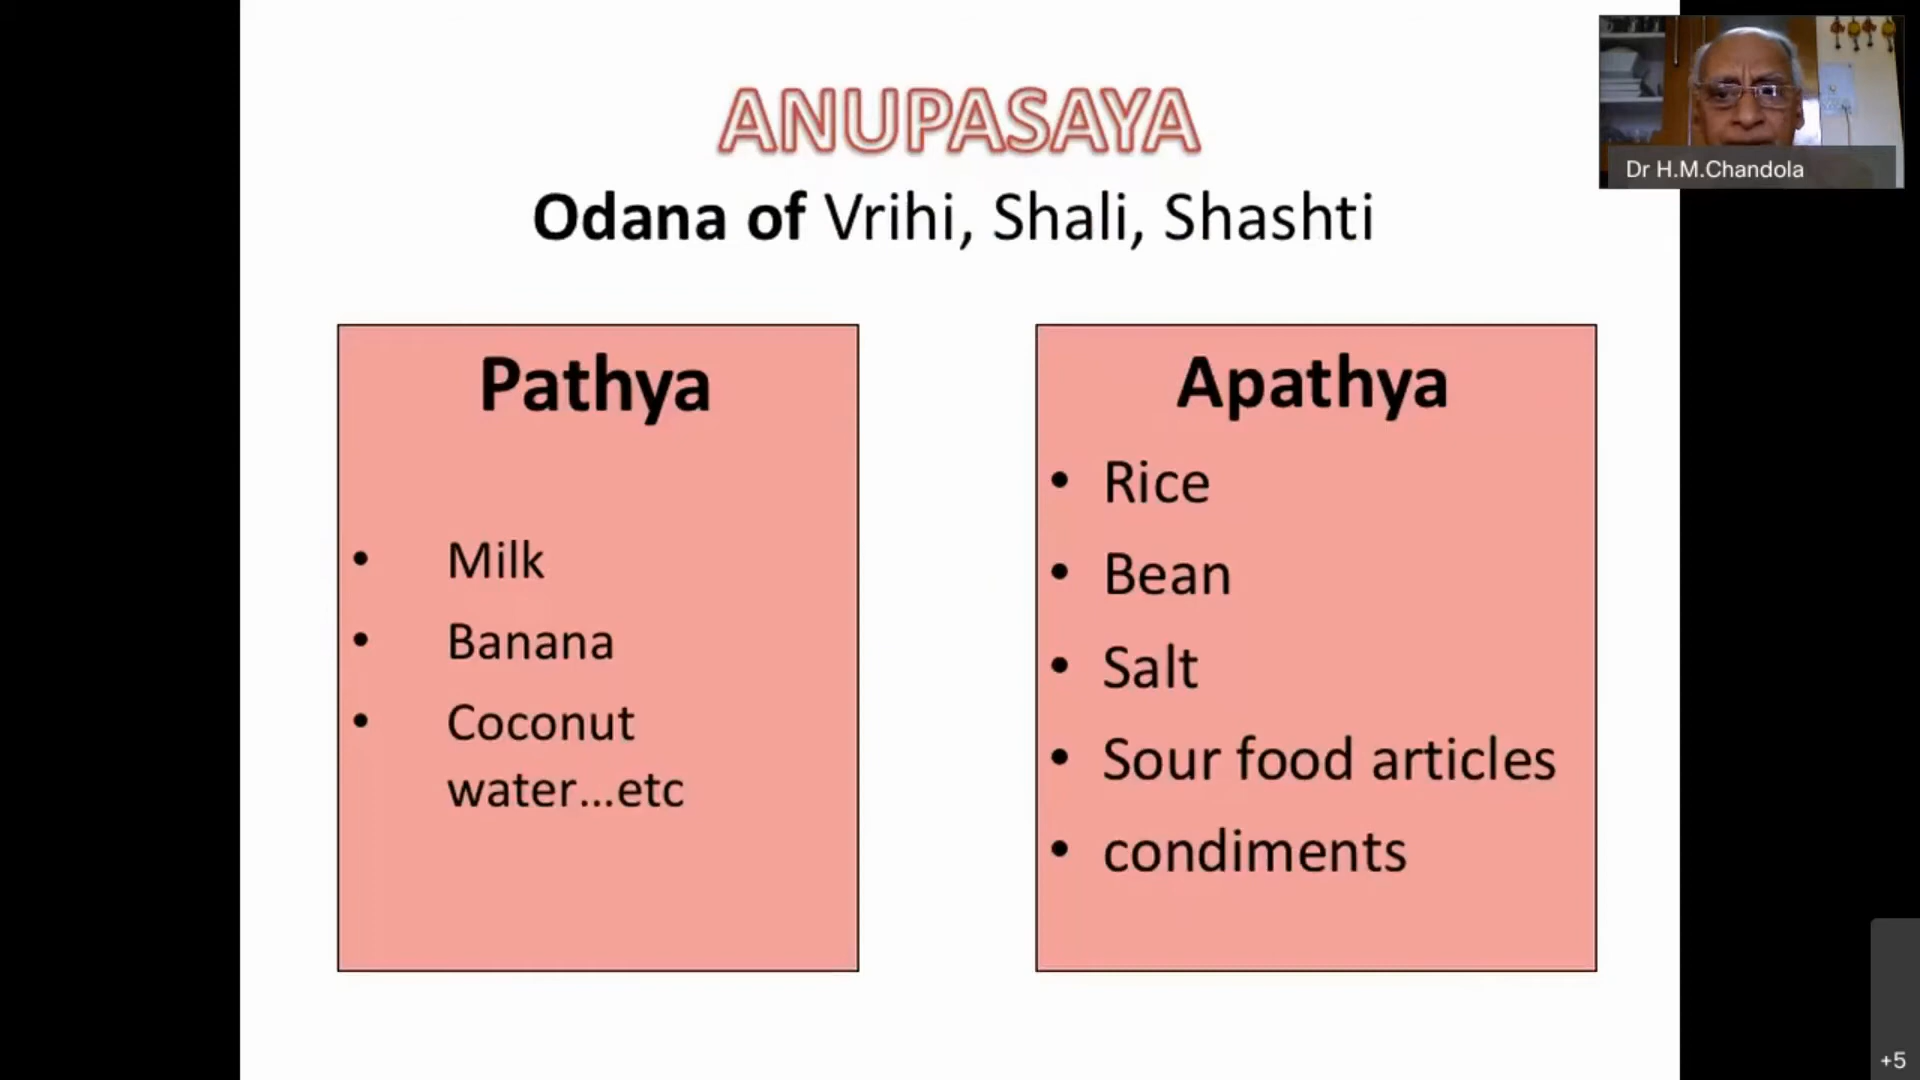 ANUPASAYA
Odana of Vrihi, Shali, Shashti
Pathya
• Milk
• Banana
• Coconut
water...etc
Apathya
• Rice
• Bean
• Salt
• Sour food articles
• condiments
Dr H.M.Chandola
+5